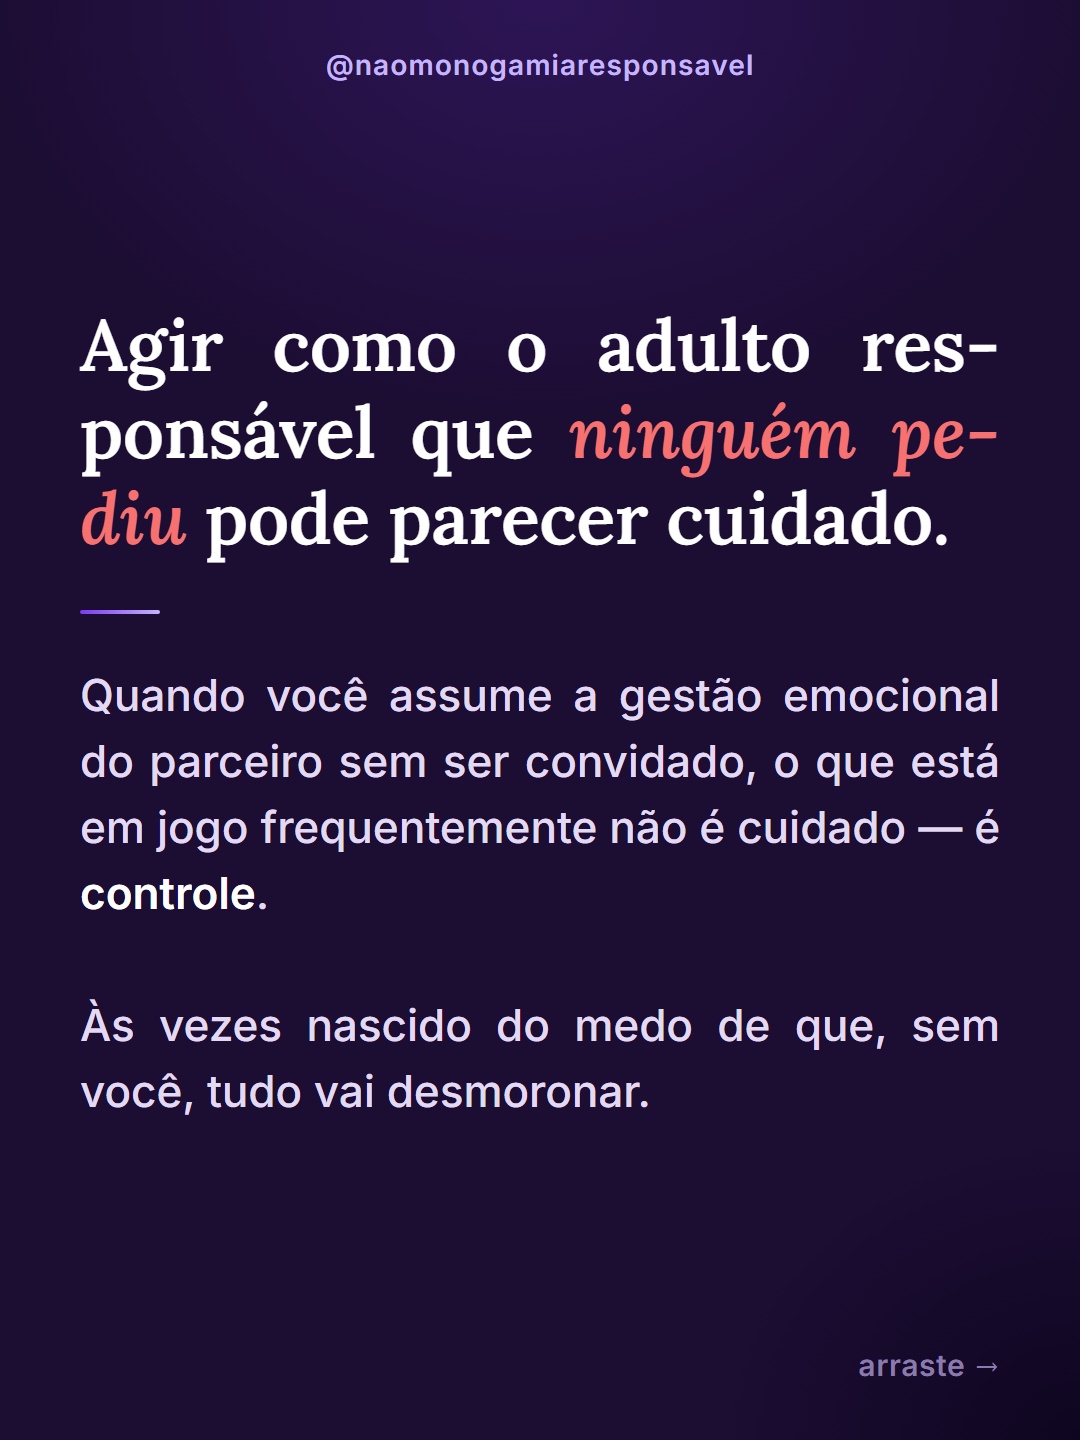 @naomonogamiaresponsavel
Agir como o adulto res-
ponsável que ninguém pe-
diu pode parecer cuidado.
Quando você assume a gestão emocional
do parceiro sem ser convidado, o que está
em jogo frequentemente não é cuidado — é
controle.
Às vezes nascido do medo de que, sem
você, tudo vai desmoronar.
arraste →